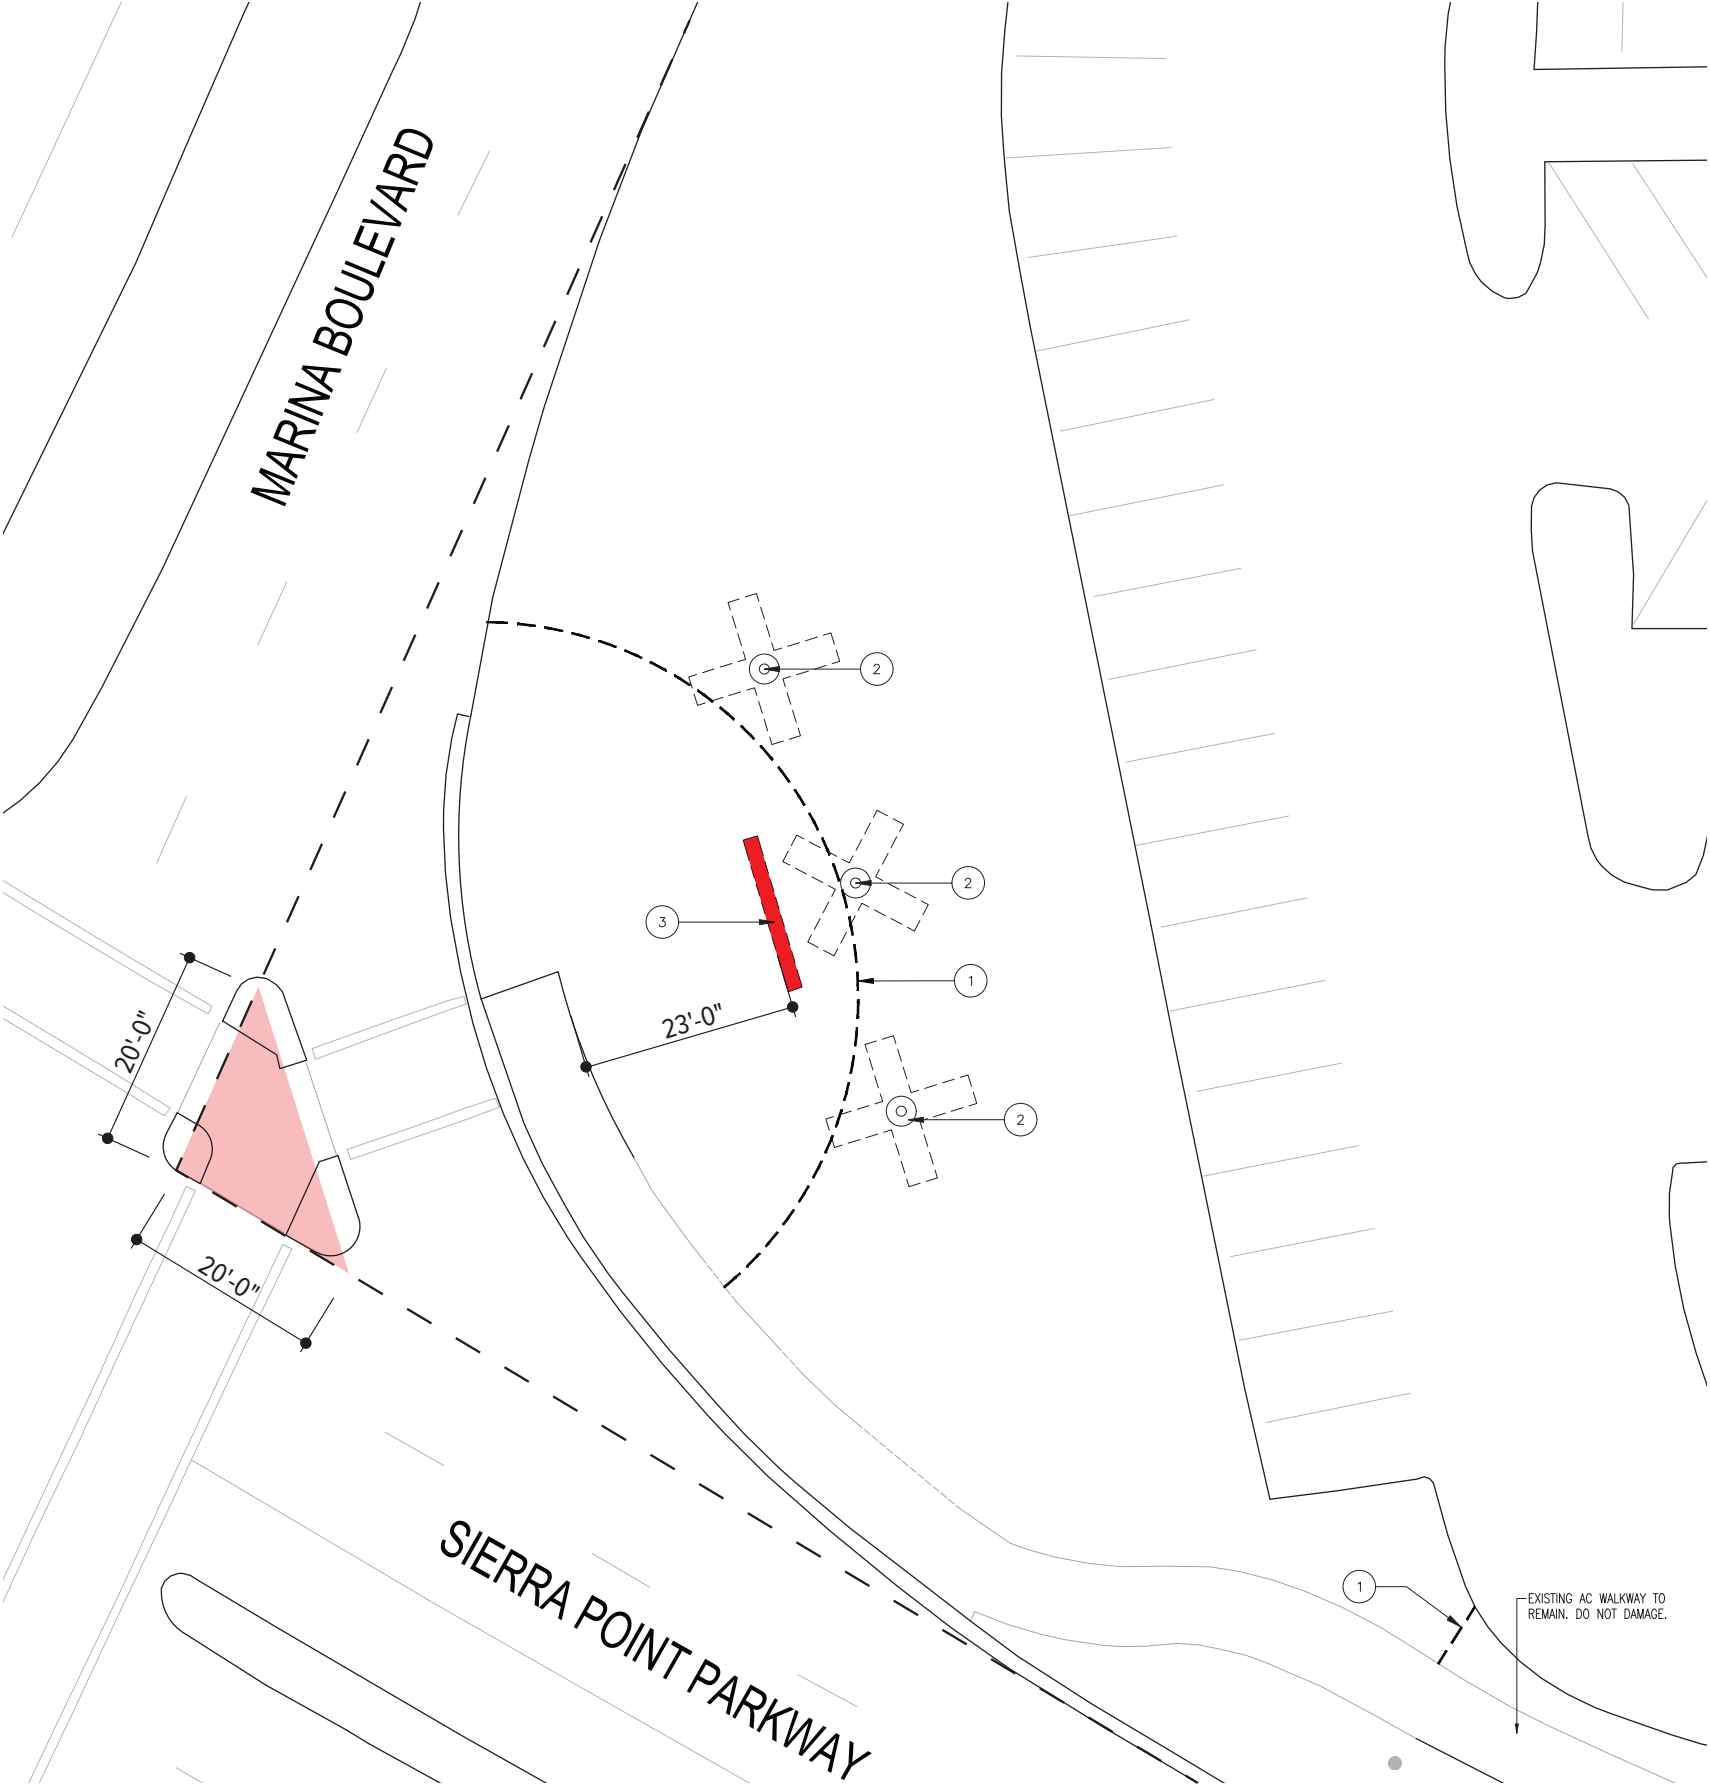 MARINA BOULEVARD
2
2
3
1
23'-0"
20'-0"
2
20'-0"
SIERRA POINT PARKWAY
1
EXISTING AC WALKWAY TO
REMAIN. DO NOT DAMAGE.